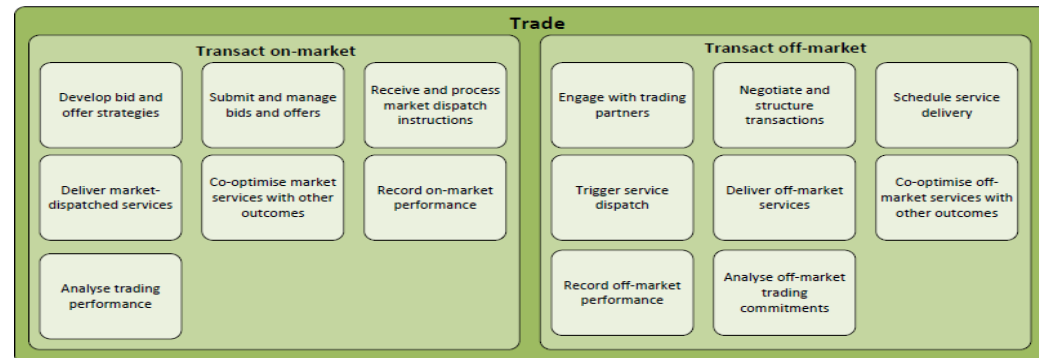 Trade
Transact on-market
Develop bid and
offer strategies
Submit and manage
bids and offers
Receive and process
market dispatch
instructions
Deliver market-
dispatched services
Co-optimise market
services with other
outcomes
Record on-market
performance
Analyse trading
performance
Transact off-market
Engage with trading
partners
Negotiate and
structure
transactions
Schedule service
delivery
Trigger service
dispatch
Deliver off-market
services
Co-optimise off-
market services with
other outcomes
Record off-market
performance
Analyse off-market
trading
commitments